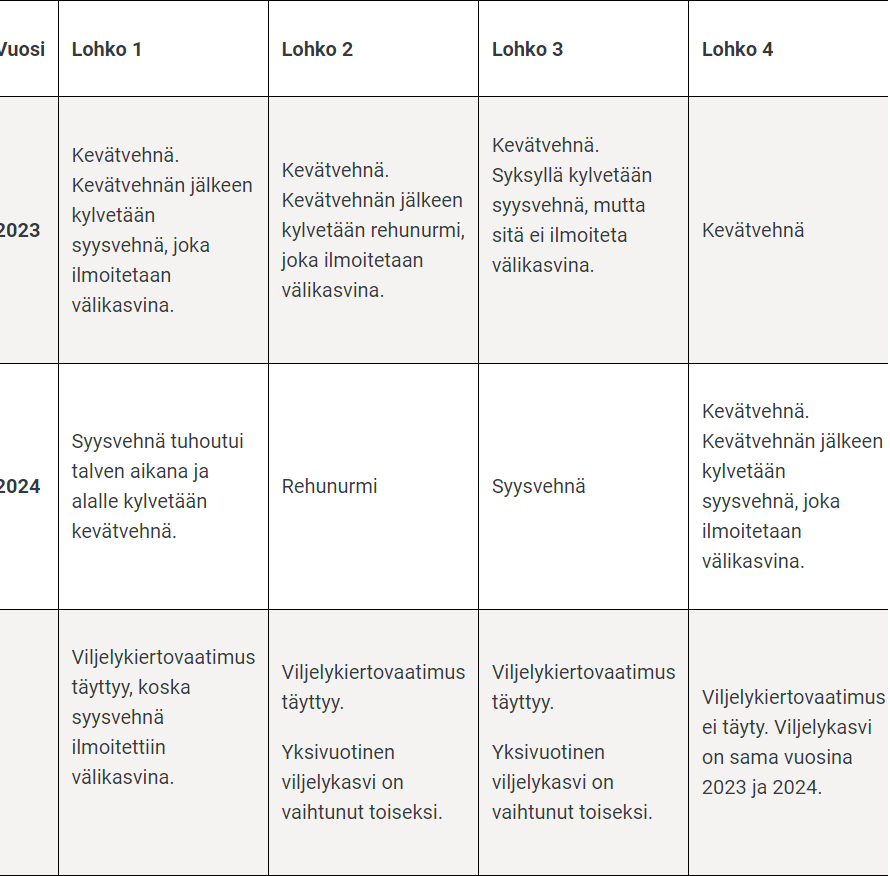 Vuosi
Lohko 1
Lohko 2
Lohko 3
Lohko 4
2023
Kevätvehnä.
Kevätvehnän jälkeen
kylvetään
syysvehnä, joka
ilmoitetaan
välikasvina.
Kevätvehnä.
Kevätvehnän jälkeen
kylvetään rehunurmi,
joka ilmoitetaan
välikasvina.
Kevätvehnä.
Syksyllä kylvetään
syysvehnä, mutta
sitä ei ilmoiteta
välikasvina.
Kevätvehnä
2024
Syysvehnä tuhoutui
talven aikana ja
alalle kylvetään
kevätvehnä.
Rehunurmi
Syysvehnä
Kevätvehnä.
Kevätvehnän jälkeen
kylvetään
syysvehnä, joka
ilmoitetaan
välikasvina.
Viljelykiertovaatimus
täyttyy, koska
syysvehnä
ilmoitettiin
välikasvina.
Viljelykiertovaatimus
täyttyy.
Yksivuotinen
viljelykasvi on
vaihtunut toiseksi.
Viljelykiertovaatimus
täyttyy.
Yksivuotinen
viljelykasvi on
vaihtunut toiseksi.
Viljelykiertovaatimus
ei täyty. Viljelykasvi
on sama vuosina
2023 ja 2024.